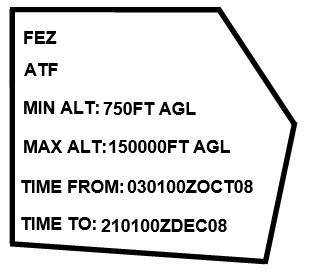 FEZ
ATF
MIN ALT: 750FT AGL
MAX ALT: 150000FT AGL
TIME FROM: 030100ZOCT08
TIME TO: 210100ZDEC08